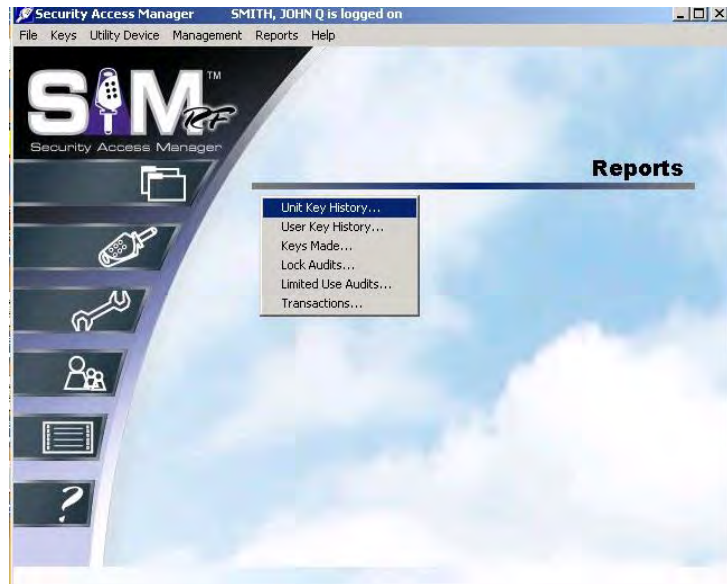 Security Access Manager SMITH, JOHN Q is logged on
File Keys Utility Device Management Reports Help
SAM TM
RF
Security Access Manager
Reports
Unit Key History...
User Key History...
Keys Made...
Lock Audits...
Limited Use Audits...
Transactions...
?